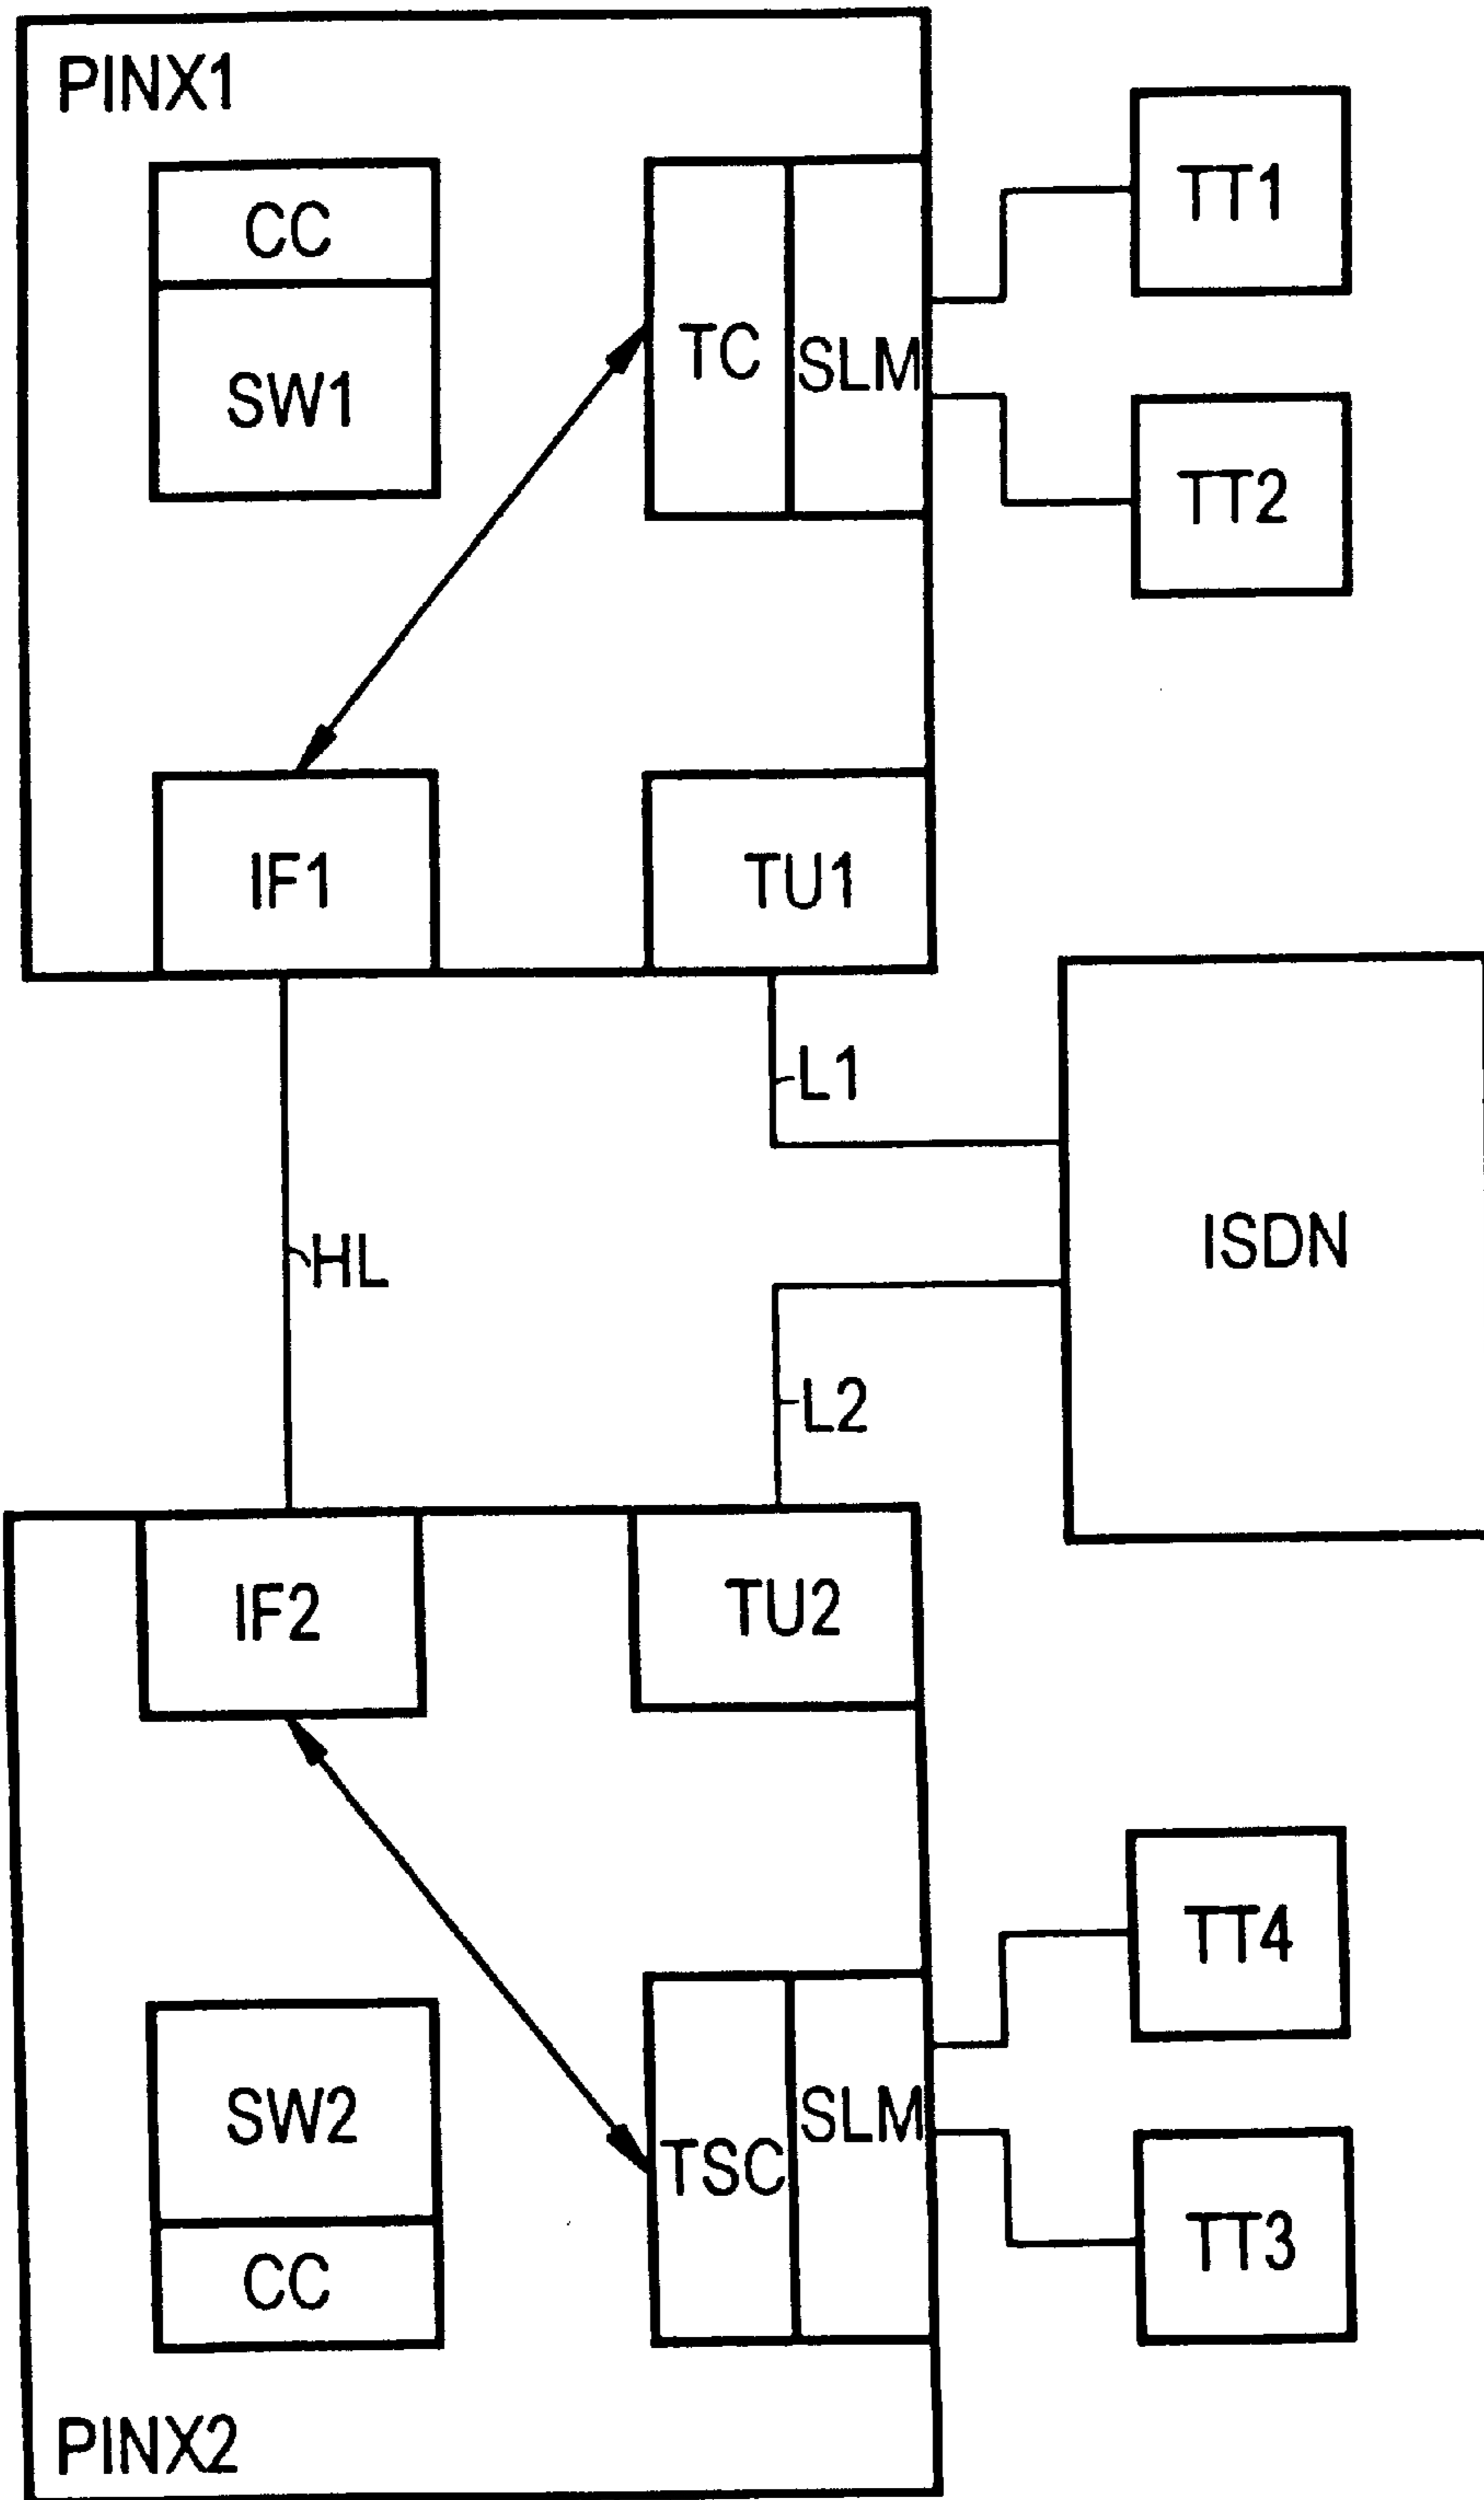 PINX1
CC
SW1
TC
SLM
TT1
TT2
IF1
TU1
L1
HL
ISDN
L2
IF2
TU2
TT4
SW2
CC
TSC
SLM
TT3
PINX2